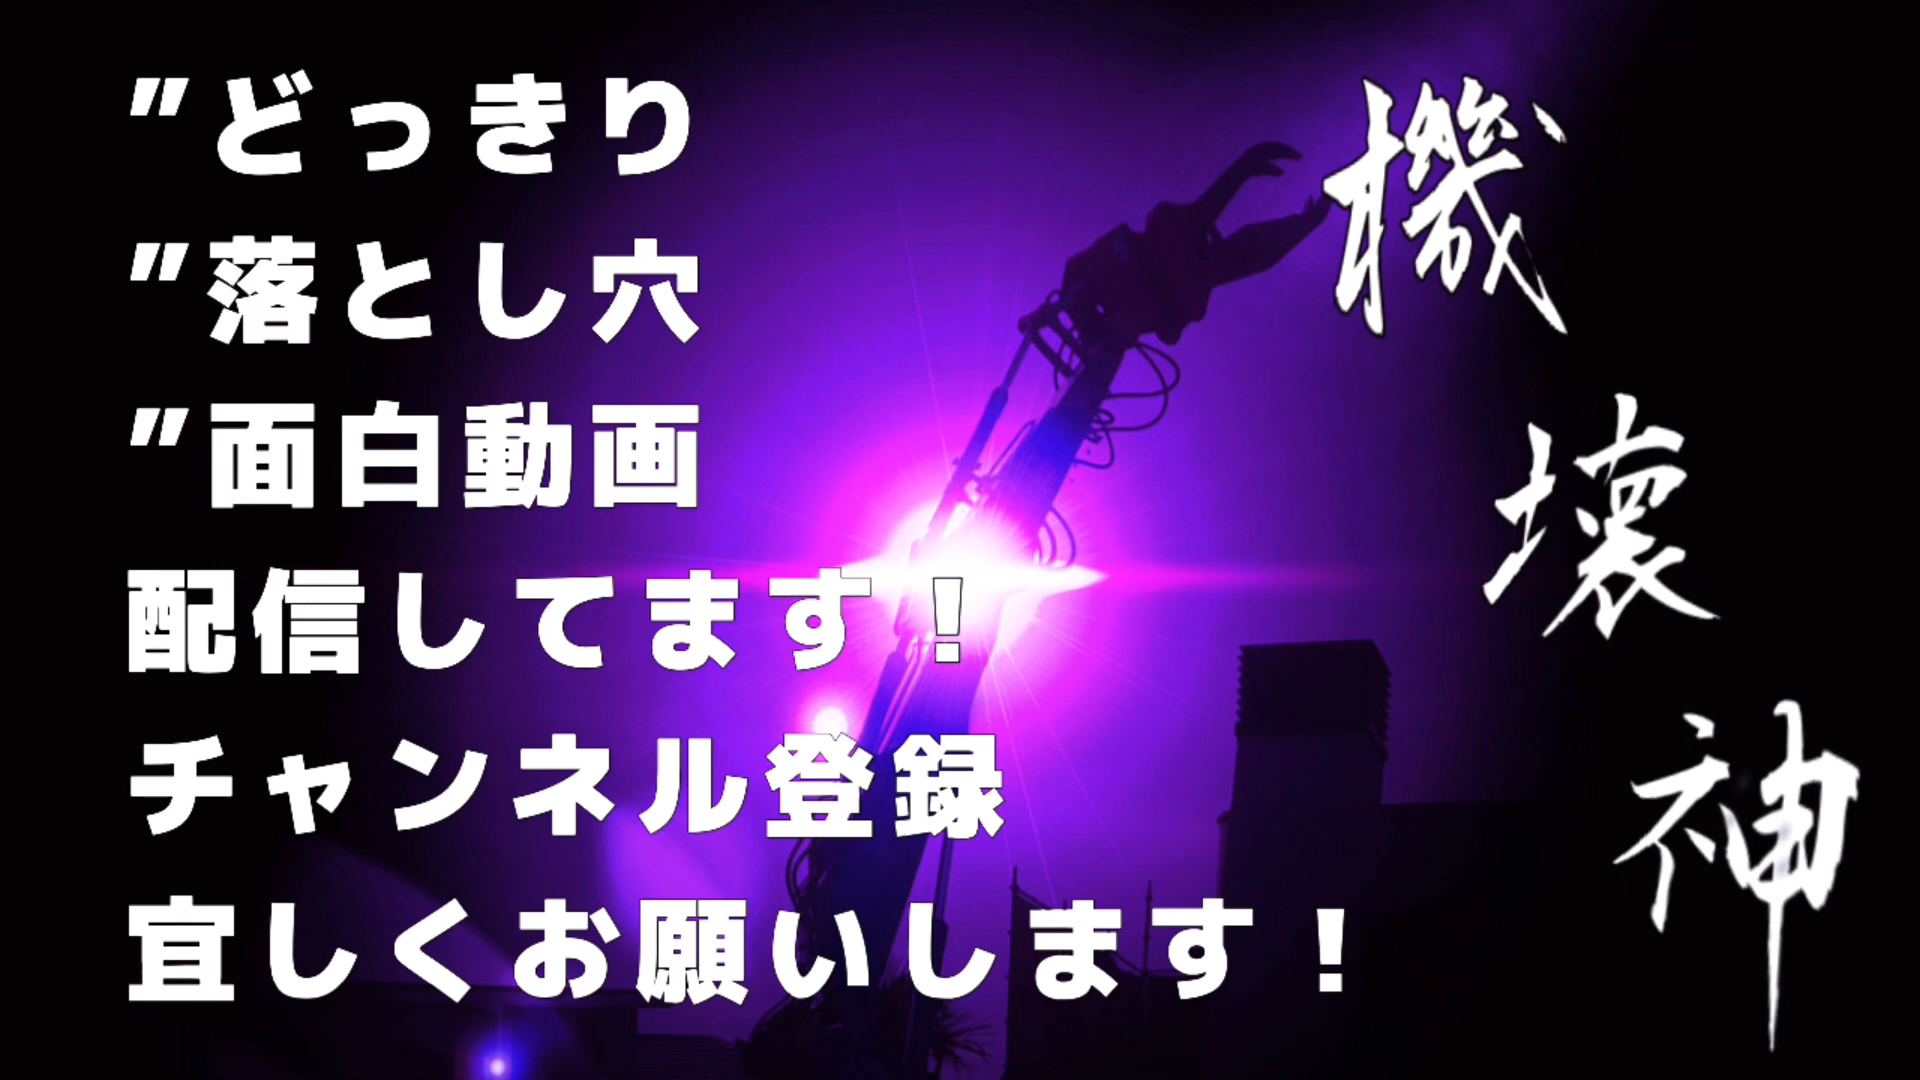 ”どっきり
”落とし穴
”面白動画
配信してます！
チャンネル登録
宜しくお願いします！
機壊神